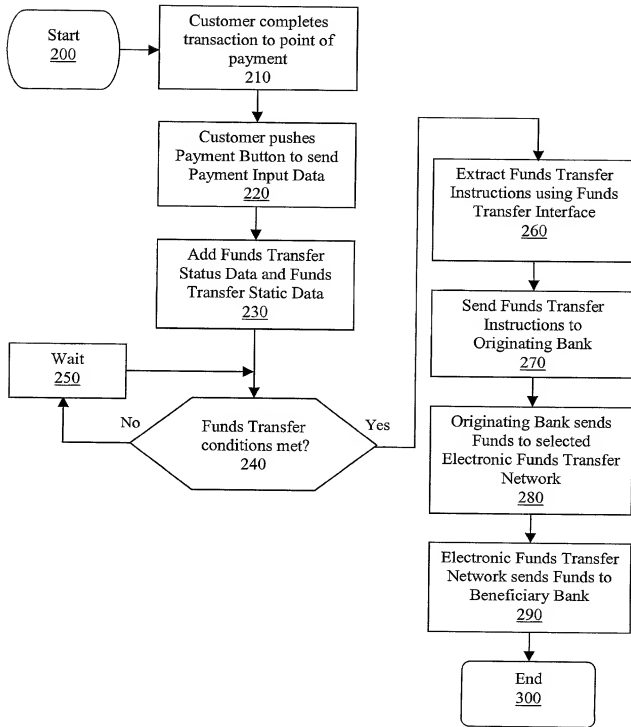 Start
200
Customer completes
transaction to point of
payment
210
Customer pushes
Payment Button to send
Payment Input Data
220
Add Funds Transfer
Status Data and Funds
Transfer Static Data
230
Wait
250
No
Funds Transfer
conditions met?
240
Yes
Extract Funds Transfer
Instructions using Funds
Transfer Interface
260
Send Funds Transfer
Instructions to
Originating Bank
270
Originating Bank sends
Funds to selected
Electronic Funds Transfer
Network
280
Electronic Funds Transfer
Network sends Funds to
Beneficiary Bank
290
End
300